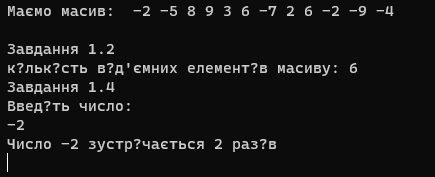 Маємо масив:  -2 -5 8 9 3 6 -7 2 6 -2 -9 -4
Завдання 1.2
к?льк?сть в?д'ємних елемент?в масиву: 6
Завдання 1.4
Введ?ть число:
-2
Число -2 зустр?чається 2 раз?в